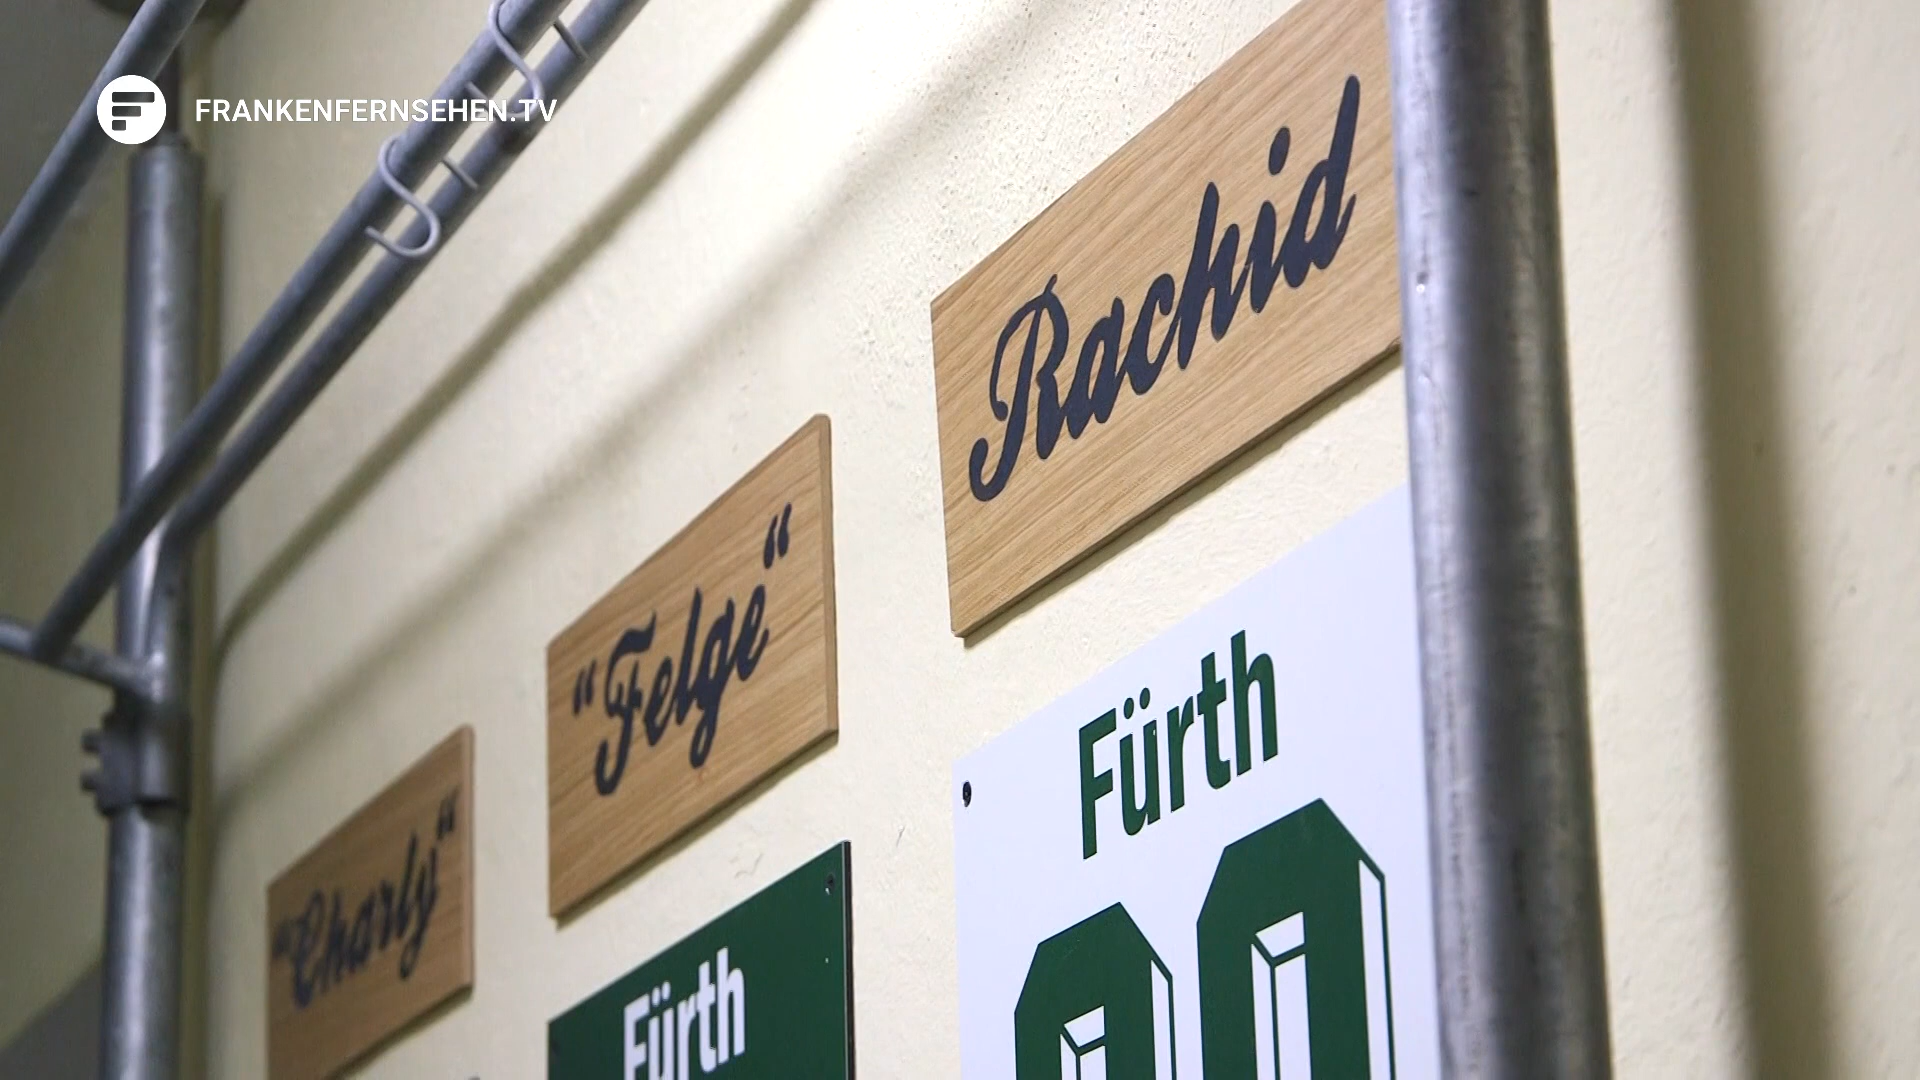 FRANKENFERNSEHEN.TV
Rachid
“Felge“
“Charly“
Fürth
Fürth